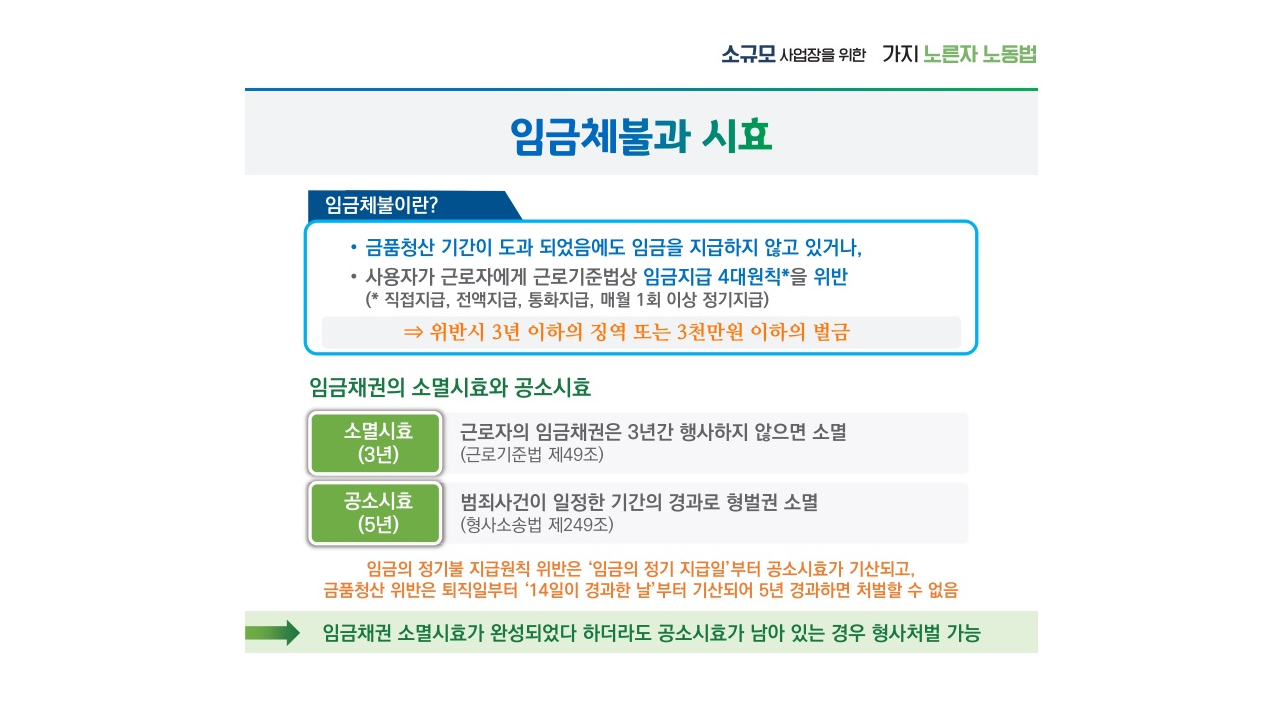 소규모 사업장을 위한 가지 노른자 노동법
임금체불과 시효
임금체불이란?
• 금품청산 기간이 도과 되었음에도 임금을 지급하지 않고 있거나,
• 사용자가 근로자에게 근로기준법상 임금지급 4대원칙*을 위반
(* 직접지급, 전액지급, 통화지급, 매월 1회 이상 정기지급)
⇒ 위반시 3년 이하의 징역 또는 3천만원 이하의 벌금
임금채권의 소멸시효와 공소시효
소멸시효
(3년)
근로자의 임금채권은 3년간 행사하지 않으면 소멸
(근로기준법 제49조)
공소시효
(5년)
범죄사건이 일정한 기간의 경과로 형벌권 소멸
(형사소송법 제249조)
임금의 정기불 지급원칙 위반은 ‘임금의 정기 지급일’부터 공소시효가 기산되고,
금품청산 위반은 퇴직일부터 ‘14일이 경과한 날’부터 기산되어 5년 경과하면 처벌할 수 없음
임금채권 소멸시효가 완성되었다 하더라도 공소시효가 남아 있는 경우 형사처벌 가능